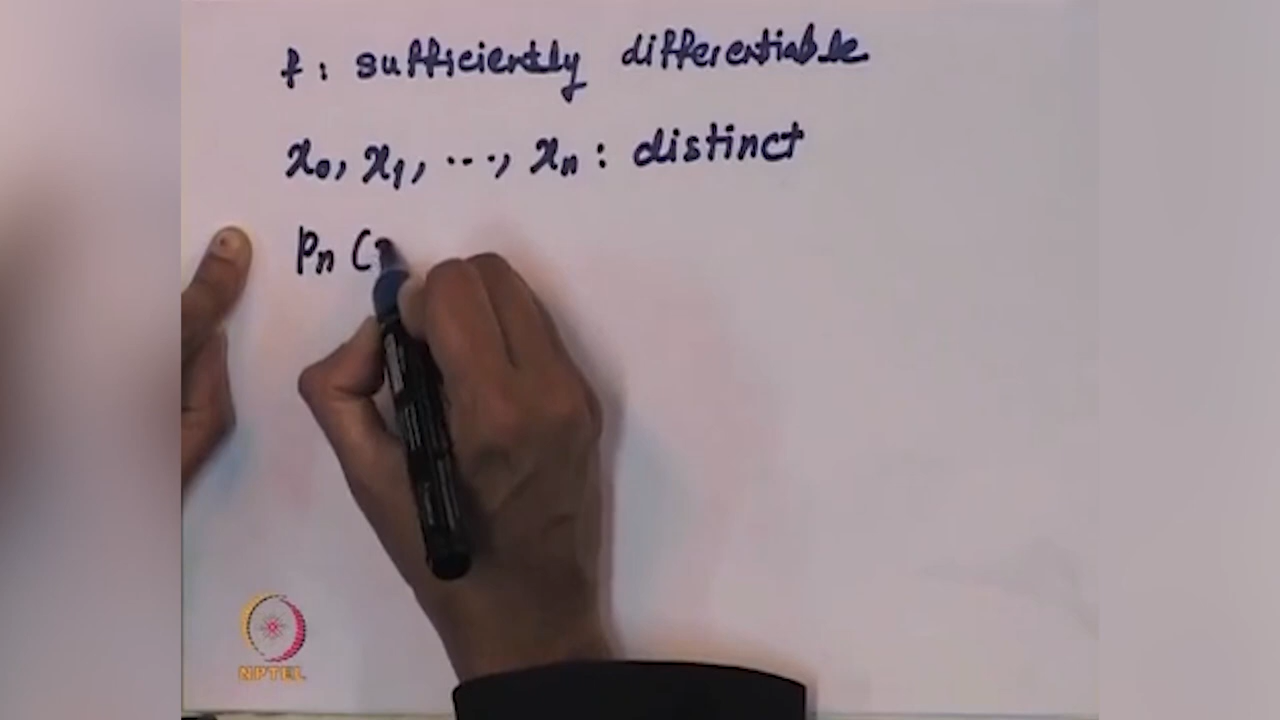 f : sufficiently differentiable
x₀, x₁, ..., xₙ : distinct
pₙ (
NPTEL